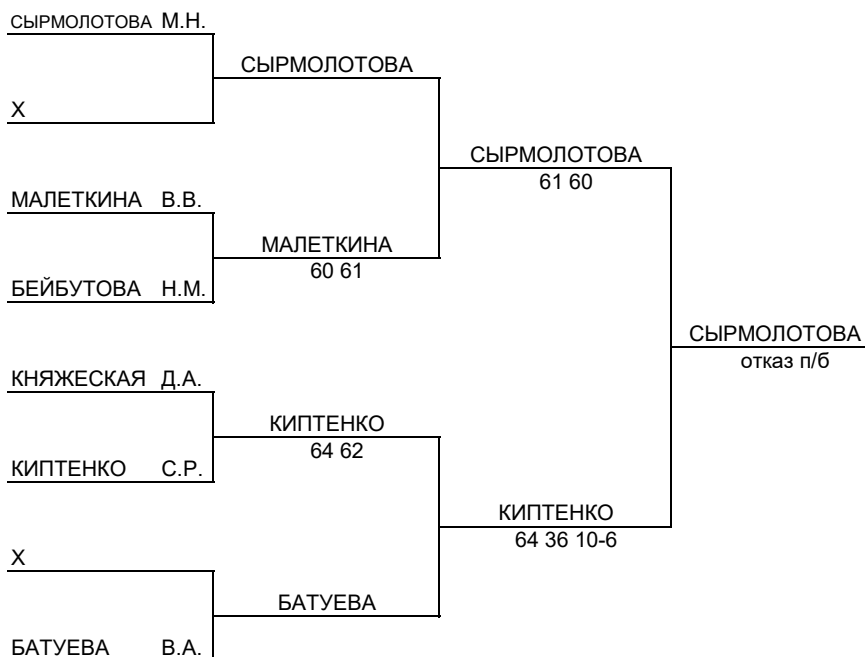 СЫРМОЛОТОВА М.Н.
СЫРМОЛОТОВА
Х
СЫРМОЛОТОВА
61 60
МАЛЕТКИНА В.В.
МАЛЕТКИНА
60 61
БЕЙБУТОВА Н.М.
СЫРМОЛОТОВА
отказ п/б
КНЯЖЕСКАЯ Д.А.
КИПТЕНКО
64 62
КИПТЕНКО С.Р.
КИПТЕНКО
64 36 10-6
Х
БАТУЕВА
БАТУЕВА В.А.